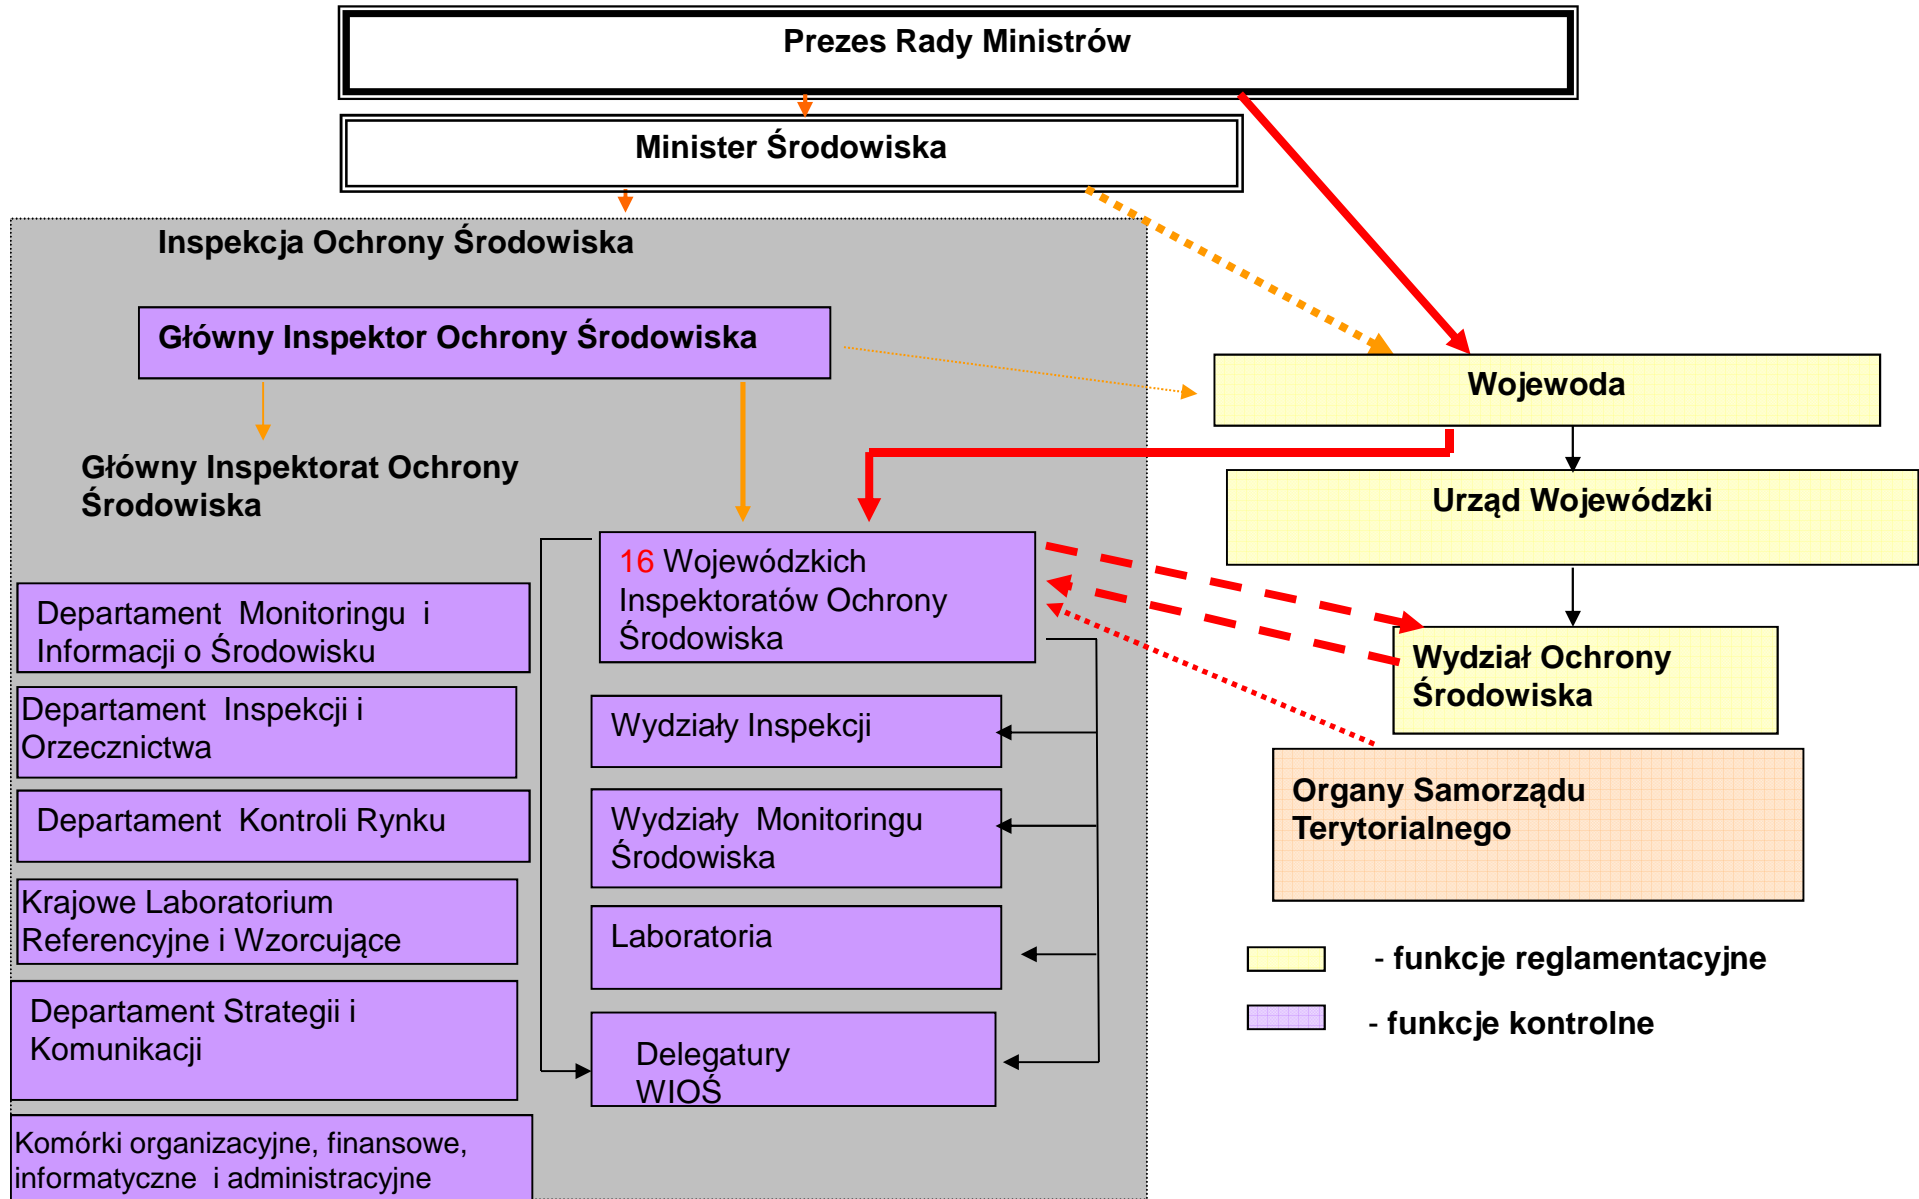 Prezes Rady Ministrów
Minister Środowiska
Inspekcja Ochrony Środowiska
Główny Inspektor Ochrony Środowiska
Główny Inspektorat Ochrony
Środowiska
Departament Monitoringu i
Informacji o Środowisku
Departament Inspekcji i
Orzecznictwa
Departament Kontroli Rynku
Krajowe Laboratorium
Referencyjne i Wzorcujące
Departament Strategii i
Komunikacji
Komórki organizacyjne, finansowe,
informatyczne i administracyjne
16 Wojewódzkich
Inspektoratów Ochrony
Środowiska
Wydziały Inspekcji
Wydziały Monitoringu
Środowiska
Laboratoria
Delegatury
WIOŚ
Wojewoda
Urząd Wojewódzki
Wydział Ochrony
Środowiska
Organy Samorządu
Terytorialnego
- funkcje reglamentacyjne
- funkcje kontrolne